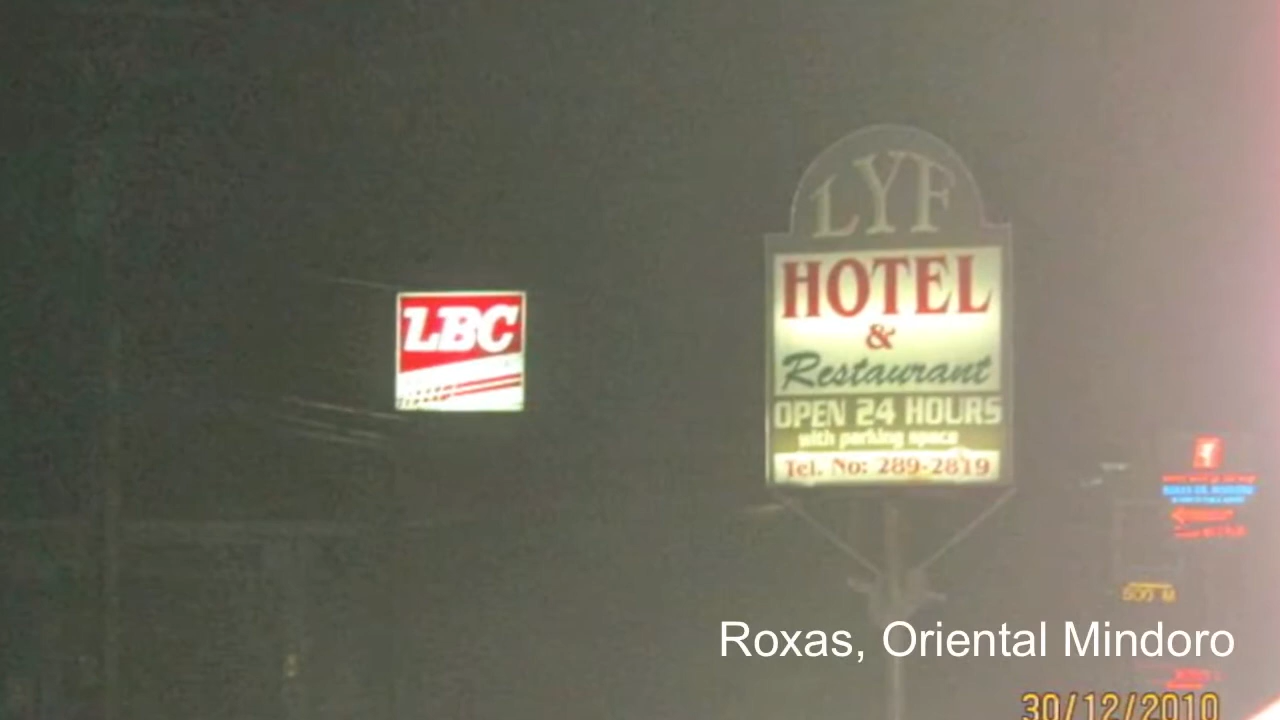 LYF
HOTEL
&
Restaurant
OPEN 24 HOURS
with parking space
Tel. No: 289-2819
LBC
500 M
Roxas, Oriental Mindoro
30/12/2010